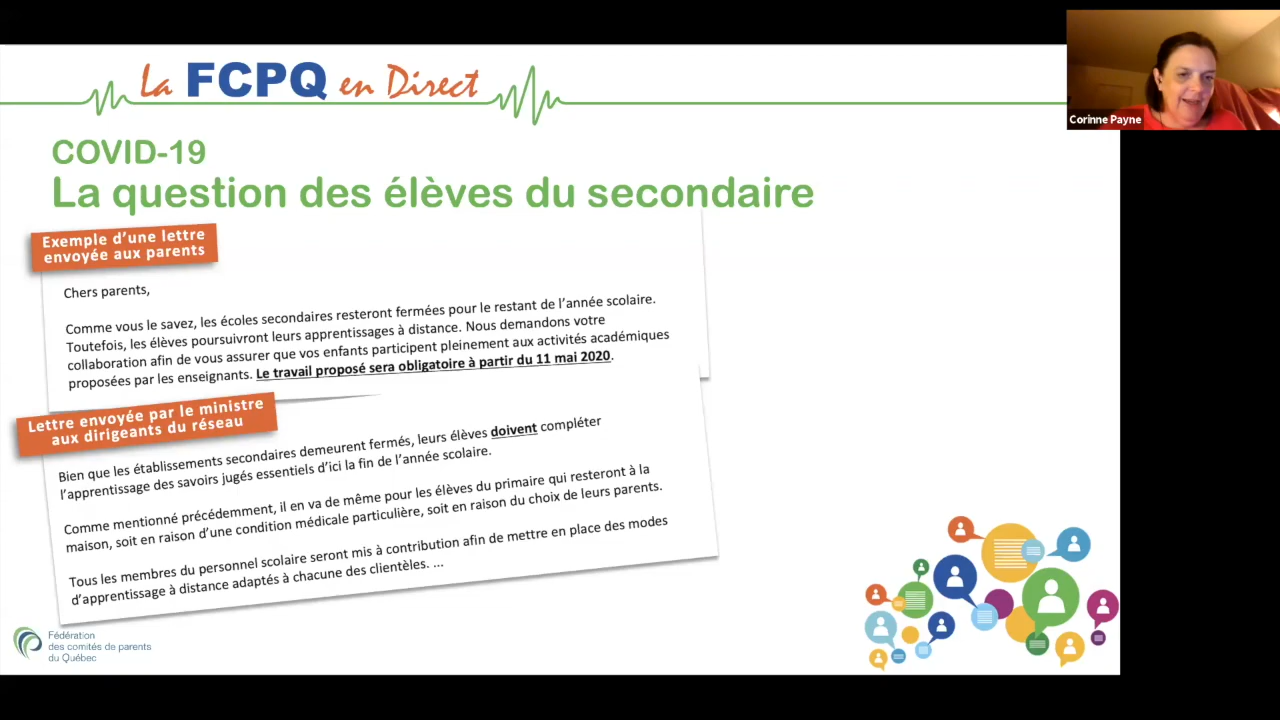 La FCPQ en Direct
Corinne Payne
COVID-19
La question des élèves du secondaire
Exemple d'une lettre
envoyée aux parents
Chers parents,
Comme vous le savez, les écoles secondaires resteront fermées pour le restant de l'année scolaire.
Toutefois, les élèves poursuivront leurs apprentissages à distance. Nous demandons votre
collaboration afin de vous assurer que vos enfants participent pleinement aux activités académiques
proposées par les enseignants. Le travail proposé sera obligatoire à partir du 11 mai 2020.
Lettre envoyée par le ministre
aux dirigeants du réseau
Bien que les établissements secondaires demeurent fermés, leurs élèves doivent compléter
l'apprentissage des savoirs jugés essentiels d'ici la fin de l'année scolaire.
Comme mentionné précédemment, il en va de même pour les élèves du primaire qui resteront à la
maison, soit en raison d'une condition médicale particulière, soit en raison du choix de leurs parents.
Tous les membres du personnel scolaire seront mis à contribution afin de mettre en place des modes
d'apprentissage à distance adaptés à chacune des clientèles. ...
Fédération
des comités de parents
du Québec